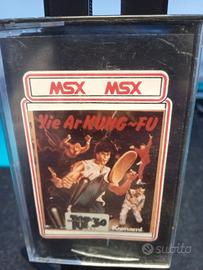 MSX MSX
Yie Ar KUNG-FU
TOP 30
Konami
subito